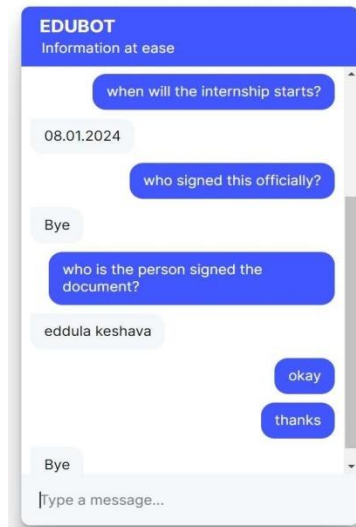 EDUBOT
Information at ease
when will the internship starts?
08.01.2024
who signed this officially?
Bye
who is the person signed the
document?
eddula keshava
okay
thanks
Bye
Type a message...